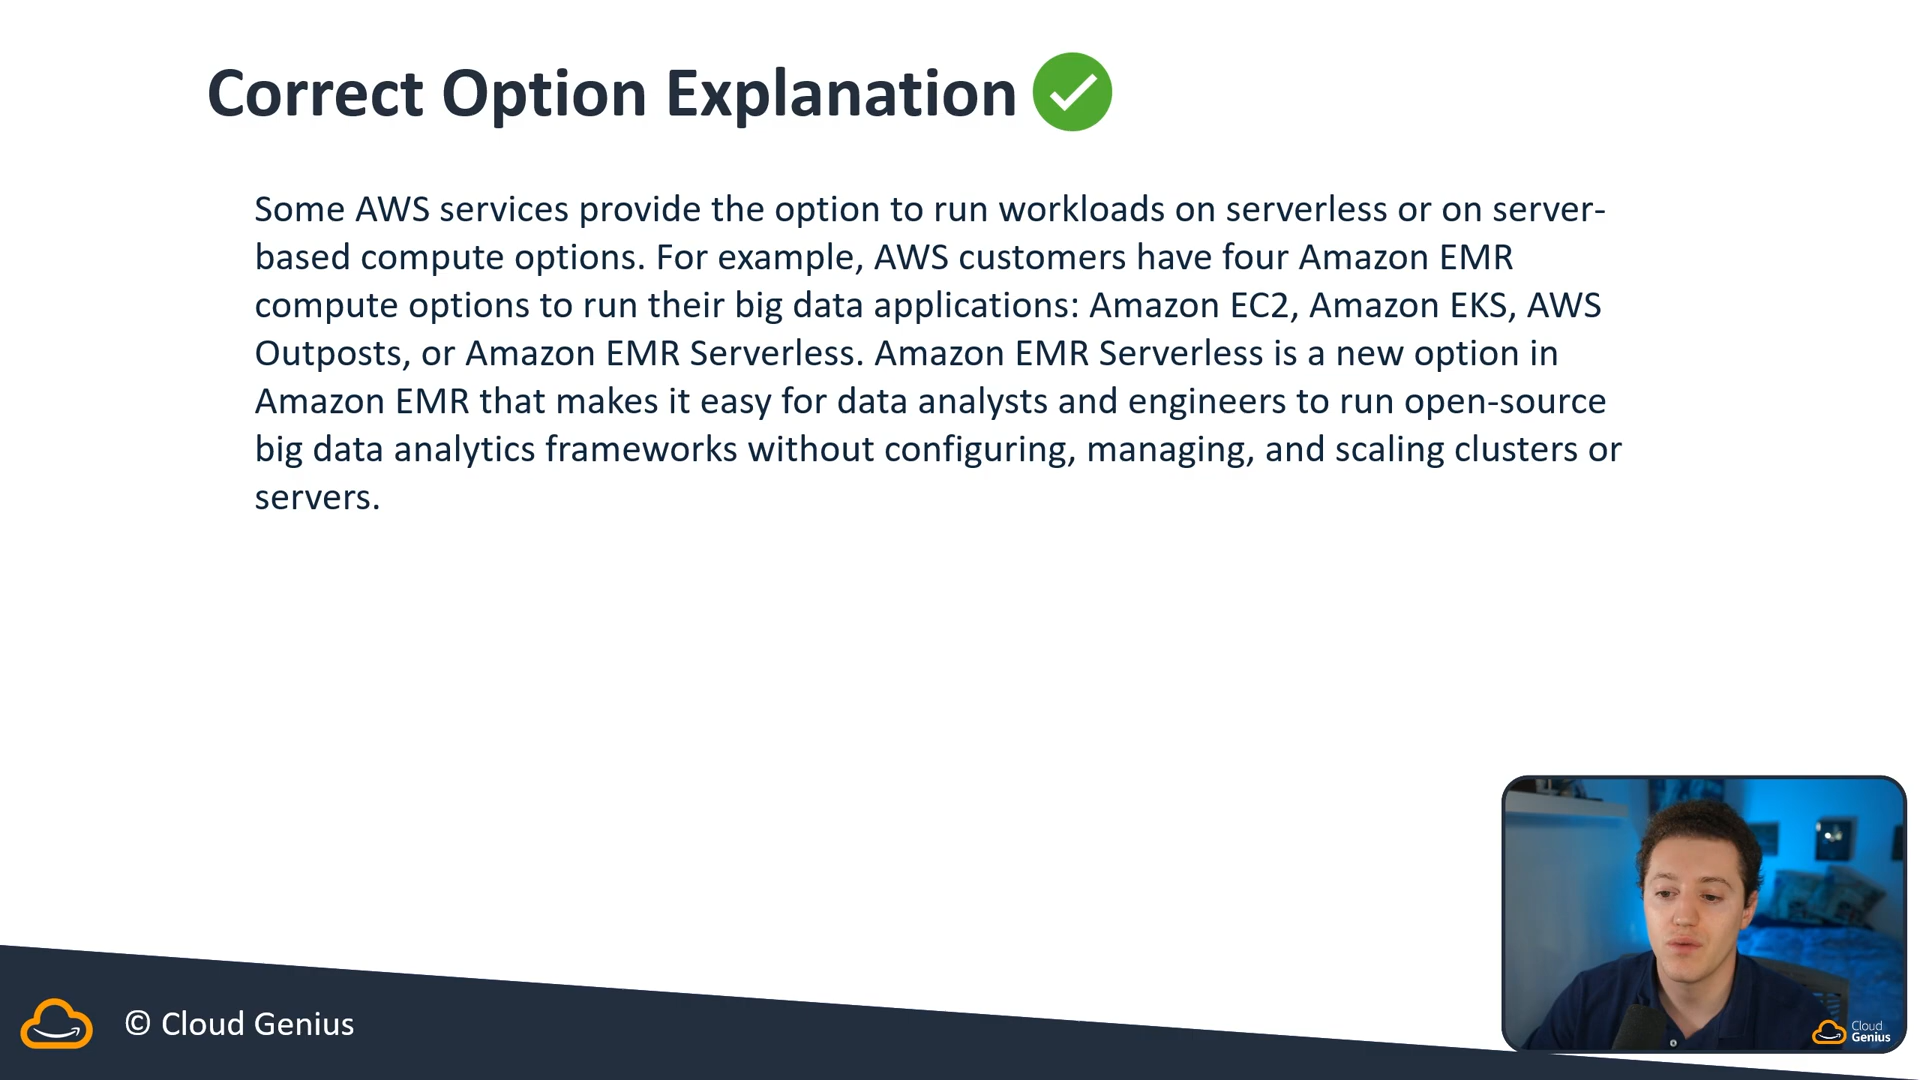 Correct Option Explanation
Some AWS services provide the option to run workloads on serverless or on server-
based compute options. For example, AWS customers have four Amazon EMR
compute options to run their big data applications: Amazon EC2, Amazon EKS, AWS
Outposts, or Amazon EMR Serverless. Amazon EMR Serverless is a new option in
Amazon EMR that makes it easy for data analysts and engineers to run open-source
big data analytics frameworks without configuring, managing, and scaling clusters or
servers.
© Cloud Genius
Cloud
Genius